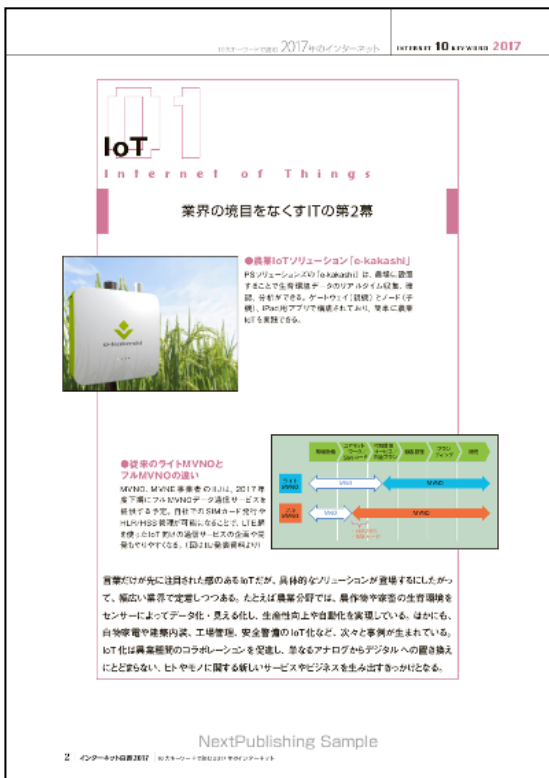 10大キーワードで読む 2017年のインターネット
INTERNET 10 KEYWORD 2017
01
IoT
Internet of Things
業界の境目をなくすITの第2幕
●農業IoTソリューション「e-kakashi」
PSソリューションズの「e-kakashi」は、農場に設置
することで生育環境データのリアルタイム収集、確
認、分析ができる。ゲートウェイ(親機)とノード(子
機)、iPad用アプリで構成されており、簡単に農業
IoTを実践できる。
e-kakashi
●従来のライトMVNOと
フルMVNOの違い
MVNO、MVNE事業者のIIJは、2017年
度下期にフルMVNOデータ通信サービスを
提供する予定。自社でのSIMカード発行や
HLR/HSS管理が可能になることで、LTE網
を使ったIoT向けの通信サービスの企画や開
発もやりやすくなる。(図はIIJ発表資料より)
ライト
MVNO
MNO
MVNO
フル
MVNO
MNO
MVNO
言葉だけが先に注目された感のあるIoTだが、具体的なソリューションが登場するにしたがっ
て、幅広い業界で定着しつつある。たとえば農業分野では、農作物や家畜の生育環境を
センサーによってデータ化・見える化し、生産性向上や自動化を実現している。ほかにも、
白物家電や建築内装、工場管理、安全警備のIoT化など、次々と事例が生まれている。
IoT化は異業種間のコラボレーションを促進し、単なるアナログからデジタルへの置き換え
にとどまらない、ヒトやモノに関する新しいサービスやビジネスを生み出すきっかけとなる。
NextPublishing Sample
2 インターネット白書2017 10大キーワードで読む2017年のインターネット